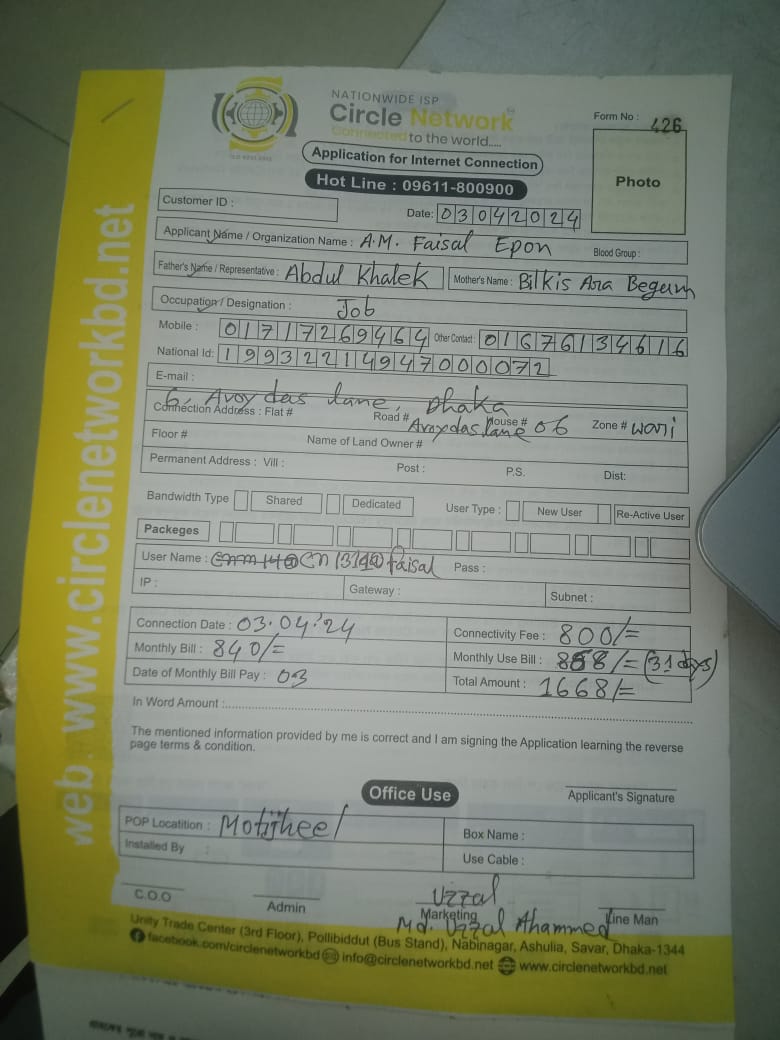 NATIONWIDE ISP
Circle Network
Connected to the world.....
Form No : 426
Application for Internet Connection
Hot Line : 09611-800900
Photo
Customer ID :
Date: 03042024
Applicant Name / Organization Name : A.M. Faisal Epon Blood Group :
Father's Name / Representative : Abdul Khalek Mother's Name : Bilkis Ara Begum
Occupation / Designation : Job
Mobile : 01717269464 Other Contact : 01676134616
National Id: 19932214947000072
E-mail :
6, Avoy das lane, Dhaka
Connection Address : Flat # Road # Avoydas lane House # 06 Zone # wari
Floor # Name of Land Owner #
Permanent Address : Vill : Post : P.S. Dist:
Bandwidth Type Shared Dedicated User Type : New User Re-Active User
Packeges
User Name : @faisal Pass :
IP : Gateway : Subnet :
Connection Date : 03.04.'24 Connectivity Fee : 800/=
Monthly Bill : 840/= Monthly Use Bill : 868/= (31 days)
Date of Monthly Bill Pay : 03 Total Amount : 1668/=
In Word Amount :
The mentioned information provided by me is correct and I am signing the Application learning the reverse
page terms & condition.
Applicant's Signature
Office Use
POP Locatition : Motijheel Box Name :
Installed By : Use Cable :
Uzzal
C.O.O Admin Marketing Line Man
Md. Uzzal Ahammed
Unity Trade Center (3rd Floor), Pollibiddut (Bus Stand), Nabinagar, Ashulia, Savar, Dhaka-1344
facebook.com/circlenetworkbd info@circlenetworkbd.net www.circlenetworkbd.net
web. www.circlenetworkbd.net